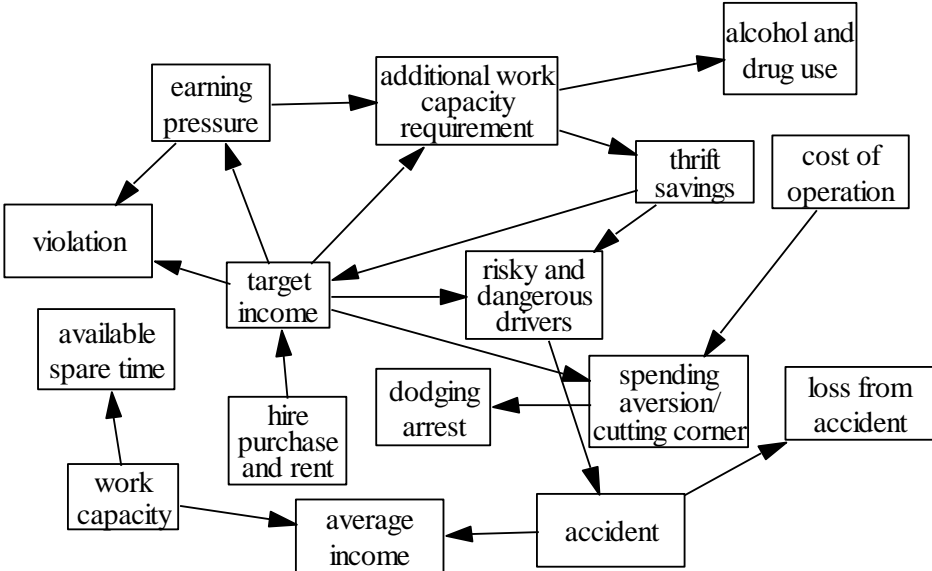 alcohol and
drug use
earning
pressure
additional work
capacity
requirement
thrift
savings
cost of
operation
violation
target
income
risky and
dangerous
drivers
available
spare time
dodging
arrest
spending
aversion/
cutting corner
loss from
accident
hire
purchase
and rent
work
capacity
average
income
accident